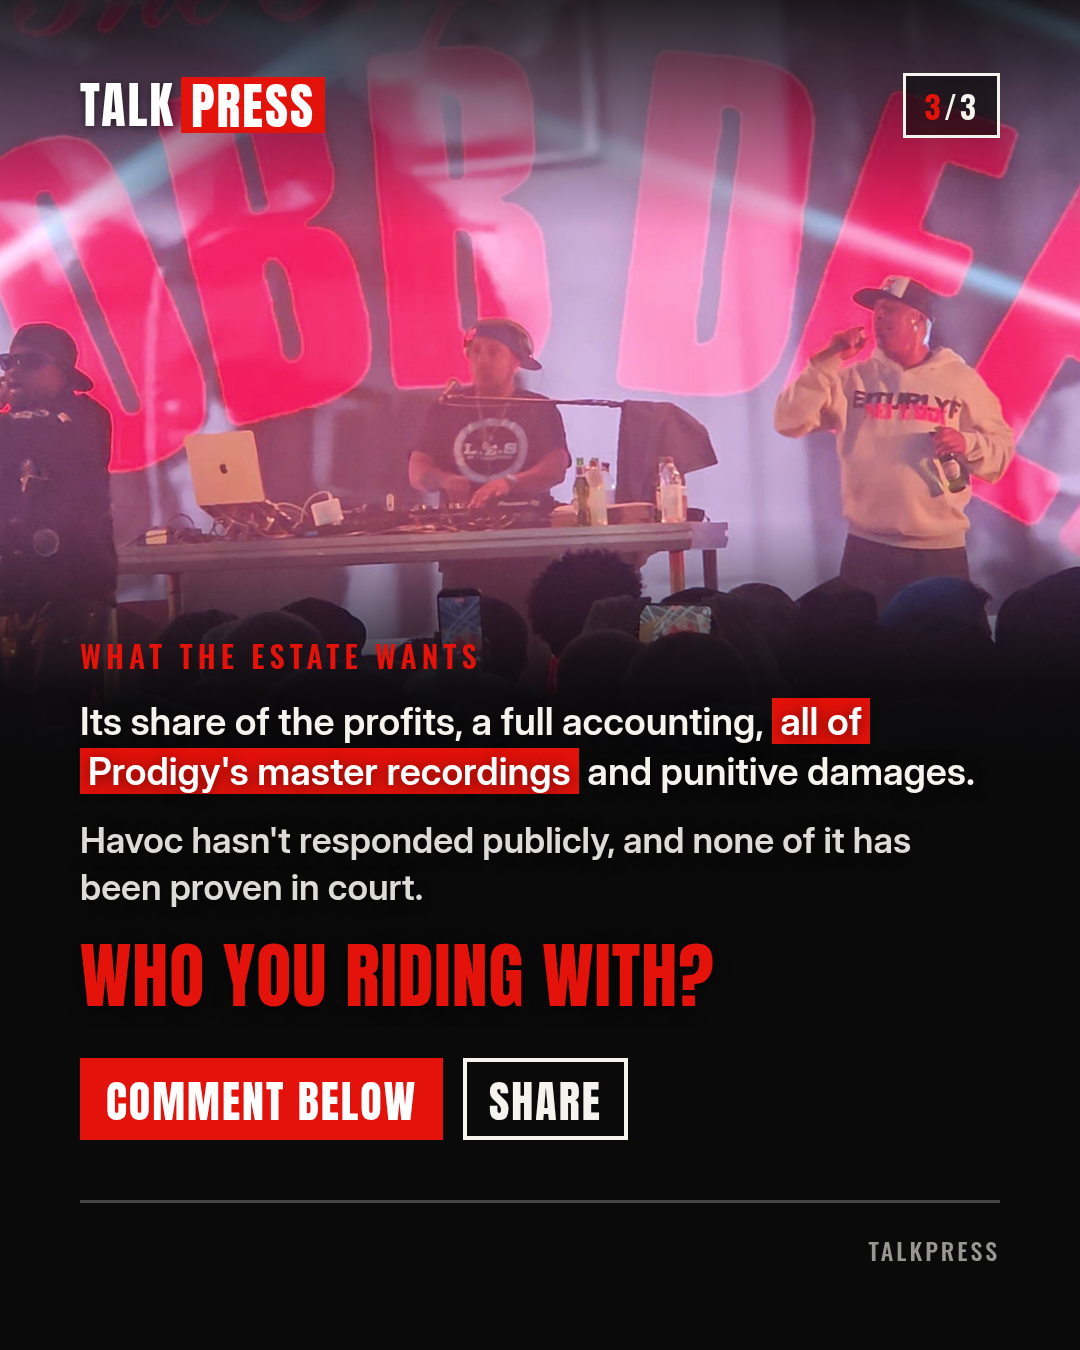 TALK PRESS
3/3
OBB DEE
L.E.S
WHAT THE ESTATE WANTS
Its share of the profits, a full accounting, all of
Prodigy's master recordings and punitive damages.
Havoc hasn't responded publicly, and none of it has
been proven in court.
WHO YOU RIDING WITH?
COMMENT BELOW
SHARE
TALKPRESS